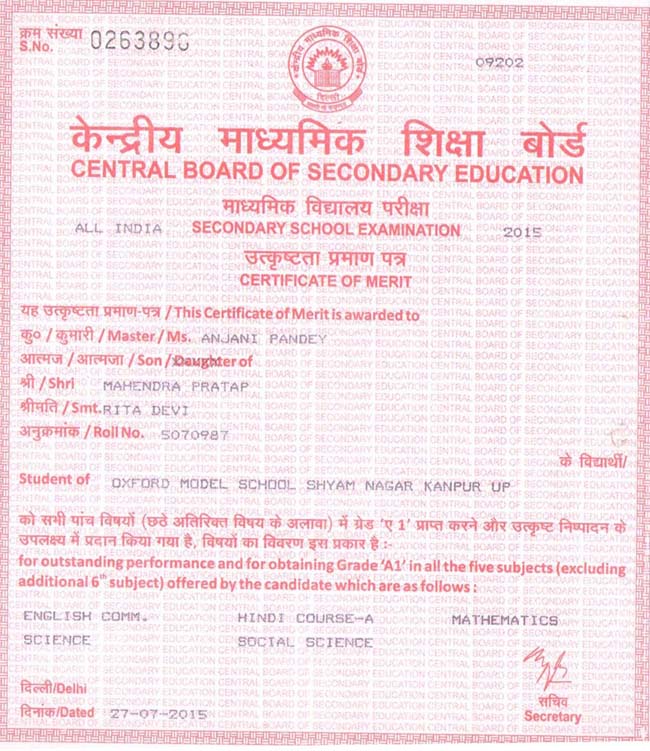 क्रम संख्या
S.No. 0263896
09202
केन्द्रीय माध्यमिक शिक्षा बोर्ड
CENTRAL BOARD OF SECONDARY EDUCATION
माध्यमिक विद्यालय परीक्षा
ALL INDIA SECONDARY SCHOOL EXAMINATION 2015
उत्कृष्टता प्रमाण पत्र
CERTIFICATE OF MERIT
यह उत्कृष्टता प्रमाण-पत्र / This Certificate of Merit is awarded to
कु० / कुमारी / Master / Ms. ANJANI PANDEY
आत्मज / आत्मजा / Son / Daughter of
श्री / Shri MAHENDRA PRATAP
श्रीमति / Smt. RITA DEVI
अनुक्रमांक / Roll No. 5070987
के विद्यार्थी/
Student of OXFORD MODEL SCHOOL SHYAM NAGAR KANPUR UP
को सभी पांच विषयों (छठे अतिरिक्त विषय के अलावा) में ग्रेड 'ए 1' प्राप्त करने और उत्कृष्ट निष्पादन के
उपलक्ष्य में प्रदान किया गया है, विषयों का विवरण इस प्रकार है :-
for outstanding performance and for obtaining Grade 'A1' in all the five subjects (excluding
additional 6th subject) offered by the candidate which are as follows :
ENGLISH COMM. HINDI COURSE-A MATHEMATICS
SCIENCE SOCIAL SCIENCE
दिल्ली/Delhi
सचिव
दिनांक/Dated 27-07-2015
Secretary